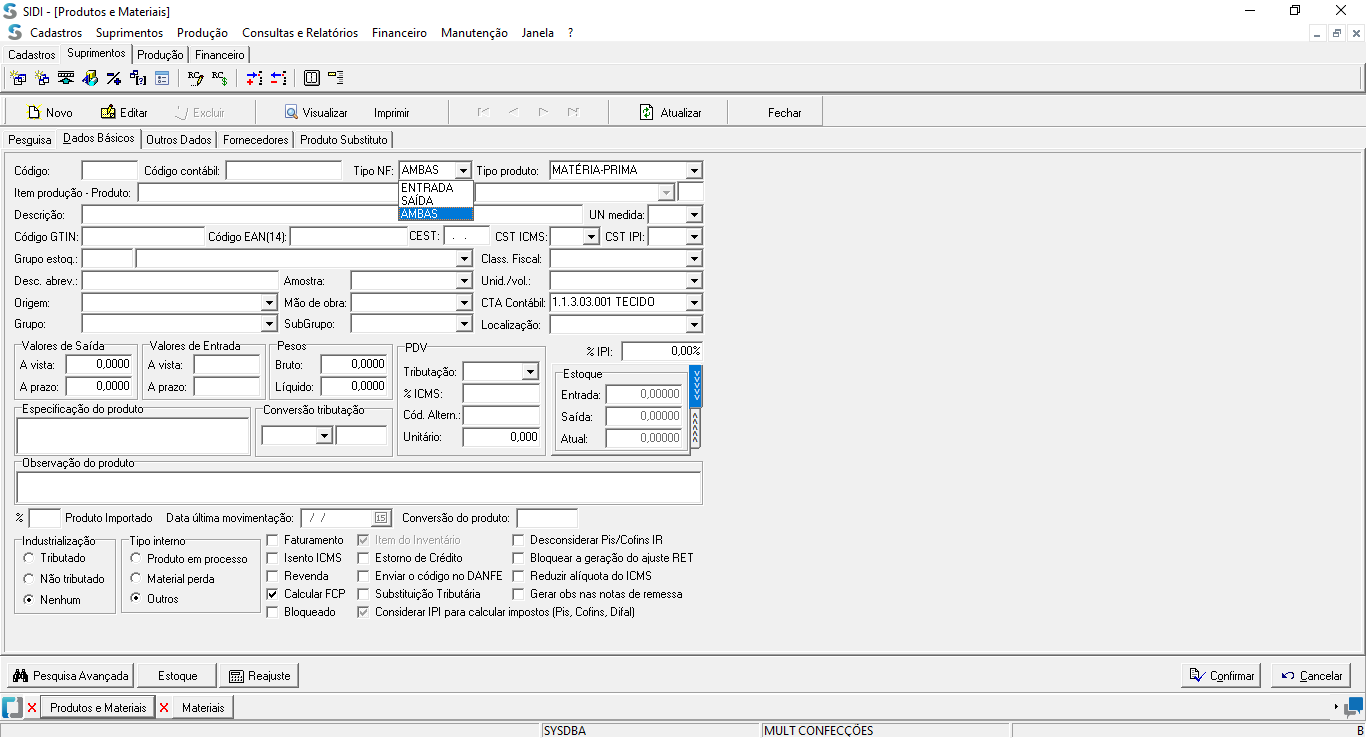 SIDI - [Produtos e Materiais]
Cadastros Suprimentos Produção Consultas e Relatórios Financeiro Manutenção Janela ?
Cadastros Suprimentos Produção Financeiro
Novo Editar Excluir Visualizar Imprimir Atualizar Fechar
Pesquisa Dados Básicos Outros Dados Fornecedores Produto Substituto
Código: Código contábil: Tipo NF: AMBAS Tipo produto: MATÉRIA-PRIMA
Item produção - Produto: ENTRADA
SAÍDA
AMBAS
Descrição: UN medida:
Código GTIN: Código EAN(14): CEST: . . CST ICMS: CST IPI:
Grupo estoq.: Class. Fiscal:
Desc. abrev.: Amostra: Unid./vol.:
Origem: Mão de obra: CTA Contábil: 1.1.3.03.001 TECIDO
Grupo: SubGrupo: Localização:
Valores de Saída Valores de Entrada Pesos PDV % IPI: 0,00%
A vista: 0,0000 A vista: Bruto: 0,0000 Tributação: Estoque
A prazo: 0,0000 A prazo: Líquido: 0,0000 % ICMS: Entrada: 0,00000
Especificação do produto Conversão tributação Cód. Altern.: Saída: 0,00000
Unitário: 0,000 Atual: 0,00000
Observação do produto
% Produto Importado Data última movimentação: / / 15 Conversão do produto:
Industrialização Tipo interno Faturamento Item do Inventário Desconsiderar Pis/Cofins IR
Tributado Produto em processo Isento ICMS Estorno de Crédito Bloquear a geração do ajuste RET
Não tributado Material perda Revenda Enviar o código no DANFE Reduzir alíquota do ICMS
Nenhum Outros Calcular FCP Substituição Tributária Gerar obs nas notas de remessa
Bloqueado Considerar IPI para calcular impostos (Pis, Cofins, Difal)
Pesquisa Avançada Estoque Reajuste Confirmar Cancelar
Produtos e Materiais Materiais
SYSDBA MULT CONFECÇÕES B